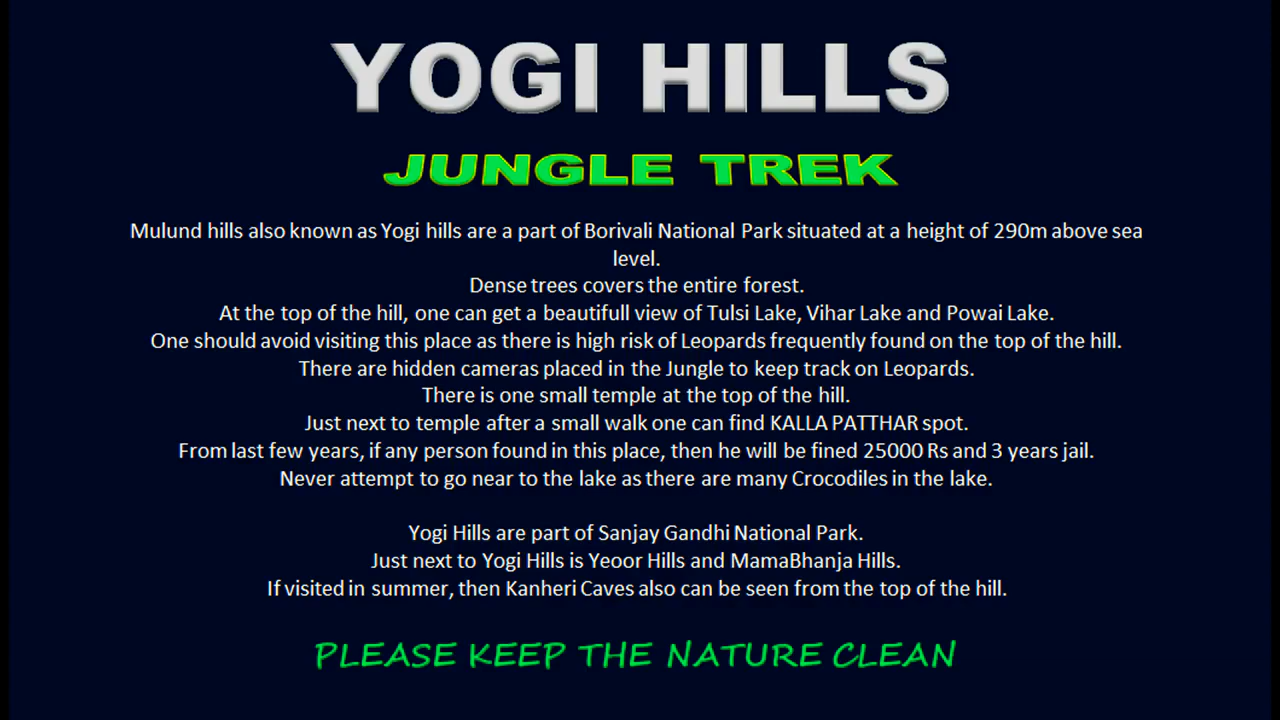 YOGI HILLS
JUNGLE TREK
Mulund hills also known as Yogi hills are a part of Borivali National Park situated at a height of 290m above sea
level.
Dense trees covers the entire forest.
At the top of the hill, one can get a beautifull view of Tulsi Lake, Vihar Lake and Powai Lake.
One should avoid visiting this place as there is high risk of Leopards frequently found on the top of the hill.
There are hidden cameras placed in the Jungle to keep track on Leopards.
There is one small temple at the top of the hill.
Just next to temple after a small walk one can find KALLA PATTHAR spot.
From last few years, if any person found in this place, then he will be fined 25000 Rs and 3 years jail.
Never attempt to go near to the lake as there are many Crocodiles in the lake.
Yogi Hills are part of Sanjay Gandhi National Park.
Just next to Yogi Hills is Yeoor Hills and MamaBhanja Hills.
If visited in summer, then Kanheri Caves also can be seen from the top of the hill.
PLEASE KEEP THE NATURE CLEAN